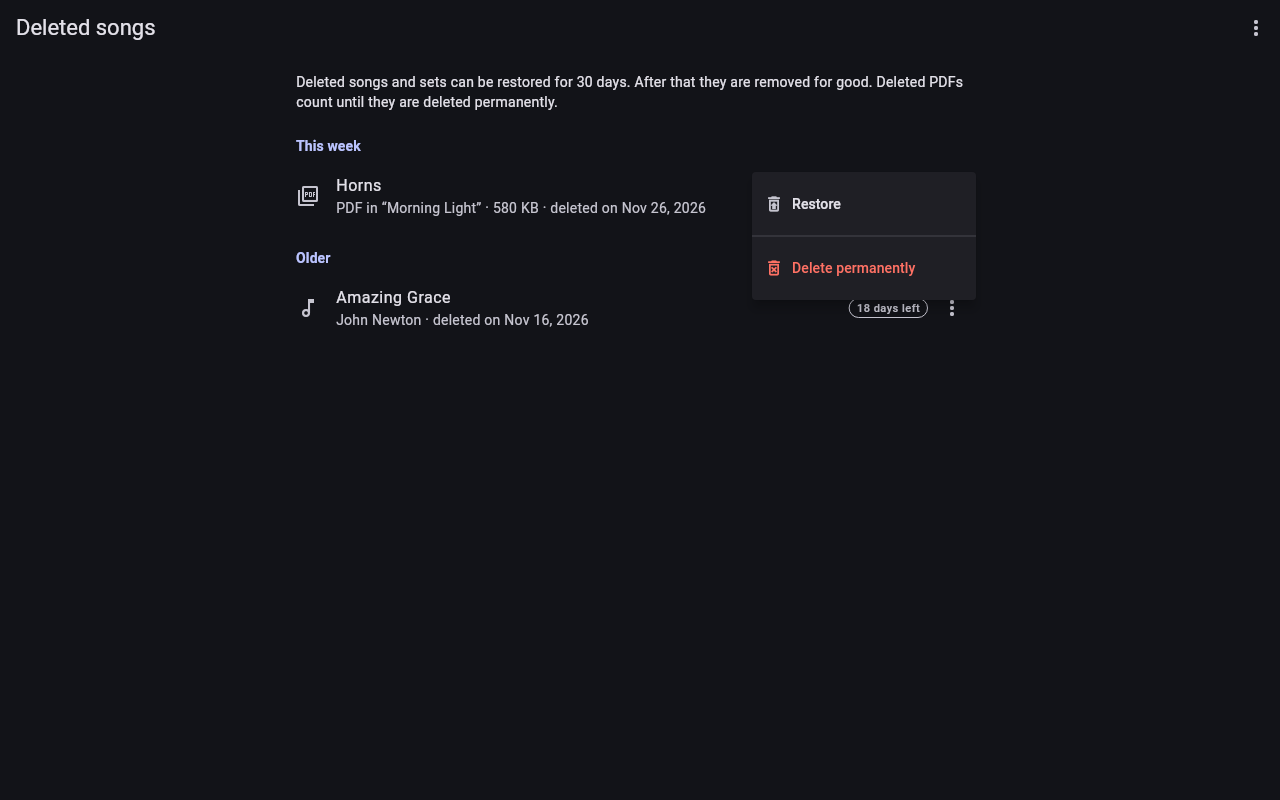 Deleted songs
Deleted songs and sets can be restored for 30 days. After that they are removed for good. Deleted PDFs
count until they are deleted permanently.
This week
PDF
Horns
PDF in “Morning Light” · 580 KB · deleted on Nov 26, 2026
Restore
Delete permanently
Older
Amazing Grace
John Newton · deleted on Nov 16, 2026
18 days left